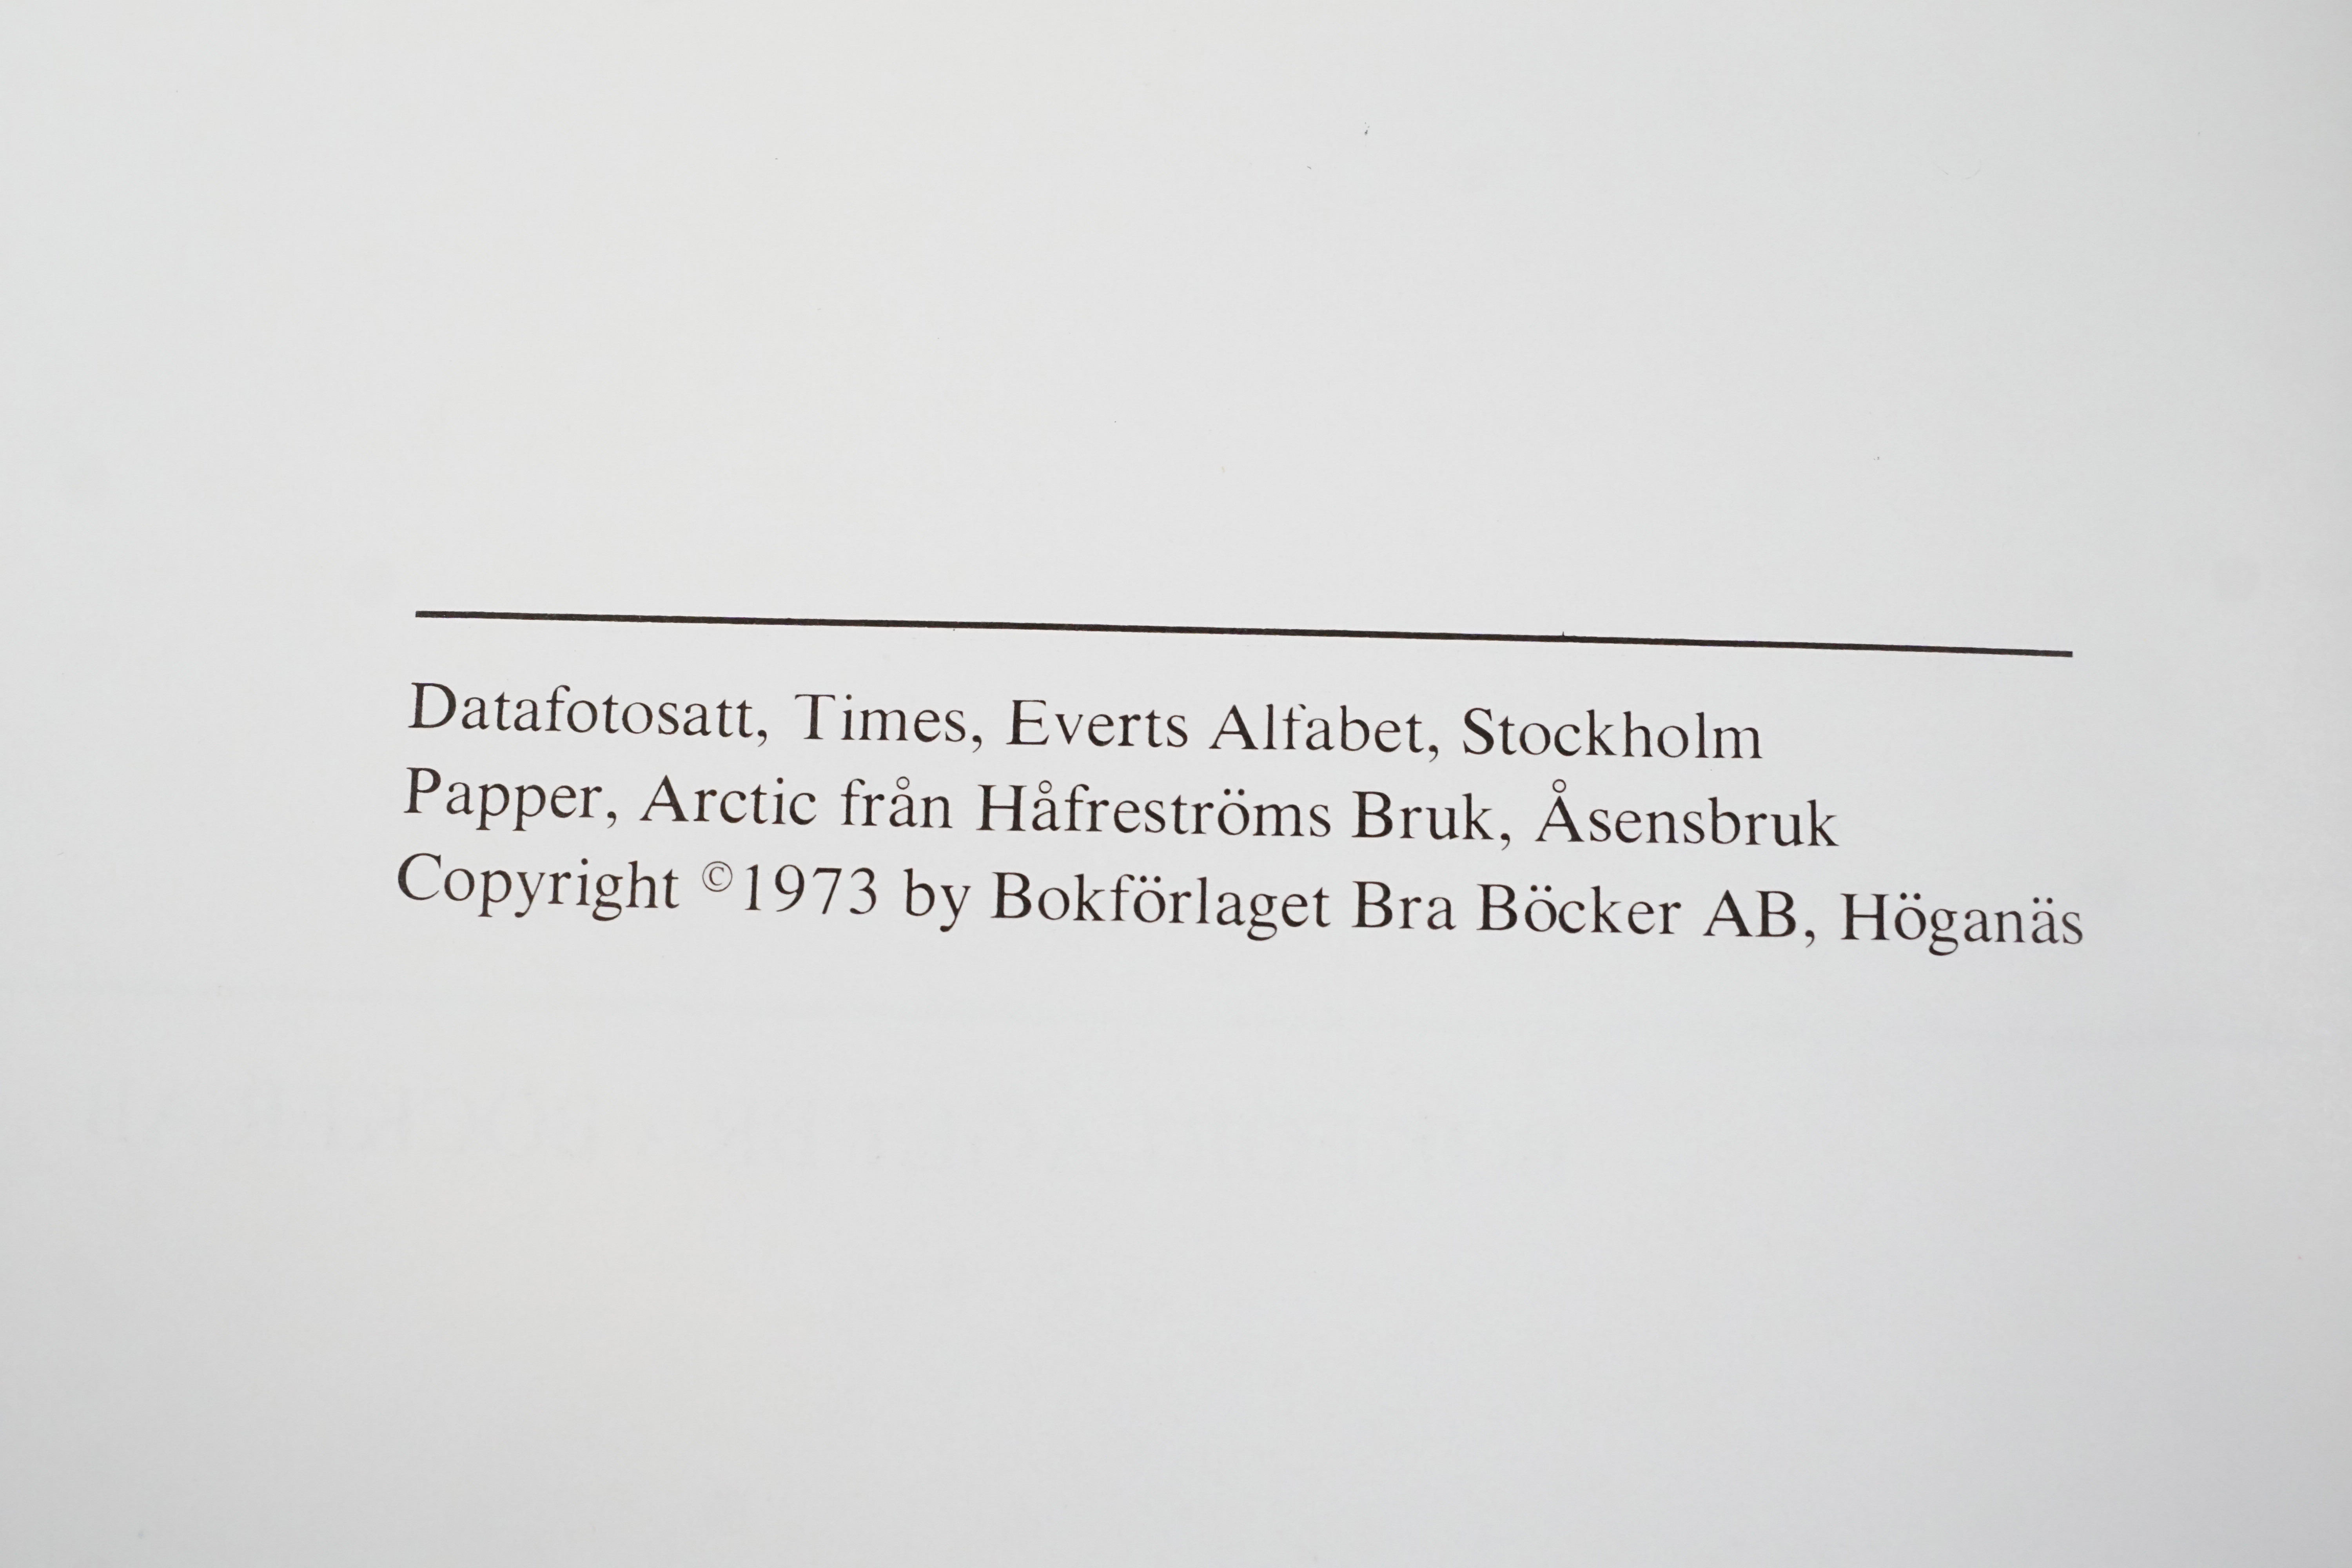 Datafotosatt, Times, Everts Alfabet, Stockholm
Papper, Arctic från Håfreströms Bruk, Åsensbruk
Copyright ©1973 by Bokförlaget Bra Böcker AB, Höganäs